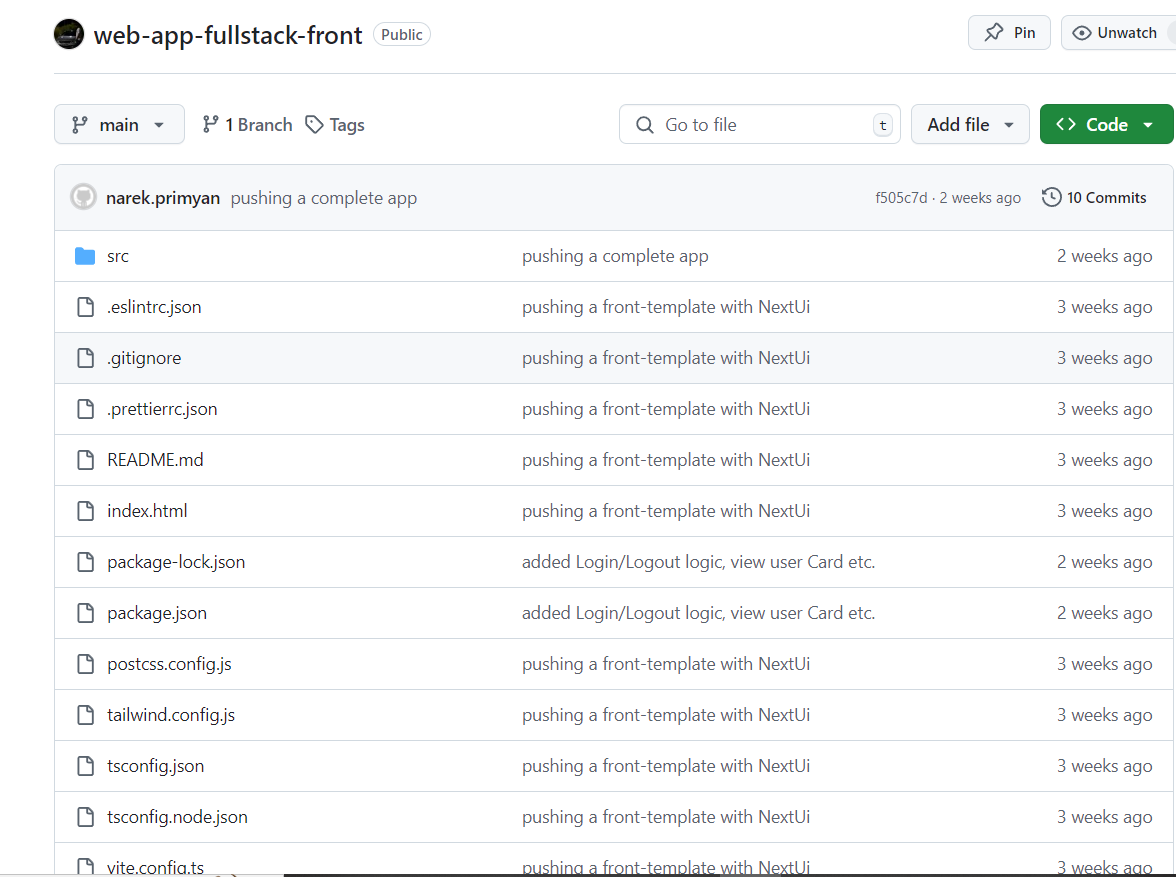 web-app-fullstack-front Public Pin Unwatch
main 1 Branch Tags Go to file t Add file Code
narek.primyan pushing a complete app f505c7d · 2 weeks ago 10 Commits
src pushing a complete app 2 weeks ago
.eslintrc.json pushing a front-template with NextUi 3 weeks ago
.gitignore pushing a front-template with NextUi 3 weeks ago
.prettierrc.json pushing a front-template with NextUi 3 weeks ago
README.md pushing a front-template with NextUi 3 weeks ago
index.html pushing a front-template with NextUi 3 weeks ago
package-lock.json added Login/Logout logic, view user Card etc. 2 weeks ago
package.json added Login/Logout logic, view user Card etc. 2 weeks ago
postcss.config.js pushing a front-template with NextUi 3 weeks ago
tailwind.config.js pushing a front-template with NextUi 3 weeks ago
tsconfig.json pushing a front-template with NextUi 3 weeks ago
tsconfig.node.json pushing a front-template with NextUi 3 weeks ago
vite.config.ts pushing a front-template with NextUi 3 weeks ago